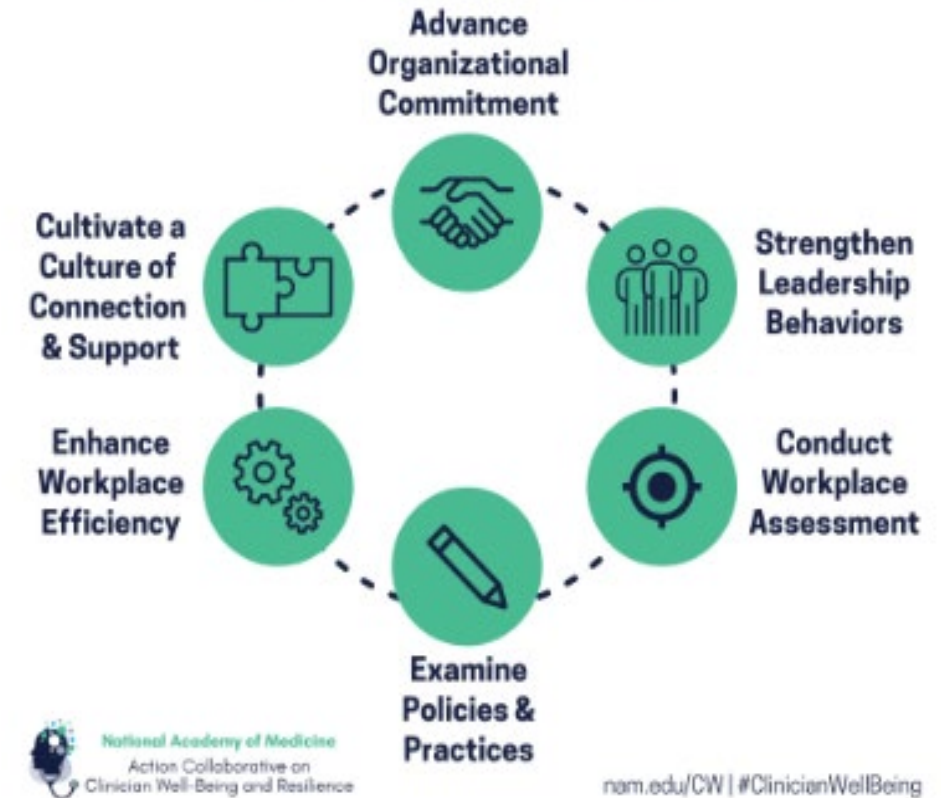 Advance
Organizational
Commitment
Strengthen
Leadership
Behaviors
Conduct
Workplace
Assessment
Examine
Policies &
Practices
Enhance
Workplace
Efficiency
Cultivate a
Culture of
Connection
& Support
National Academy of Medicine
Action Collaborative on
Clinician Well-Being and Resilience
nam.edu/CW | #ClinicianWellBeing